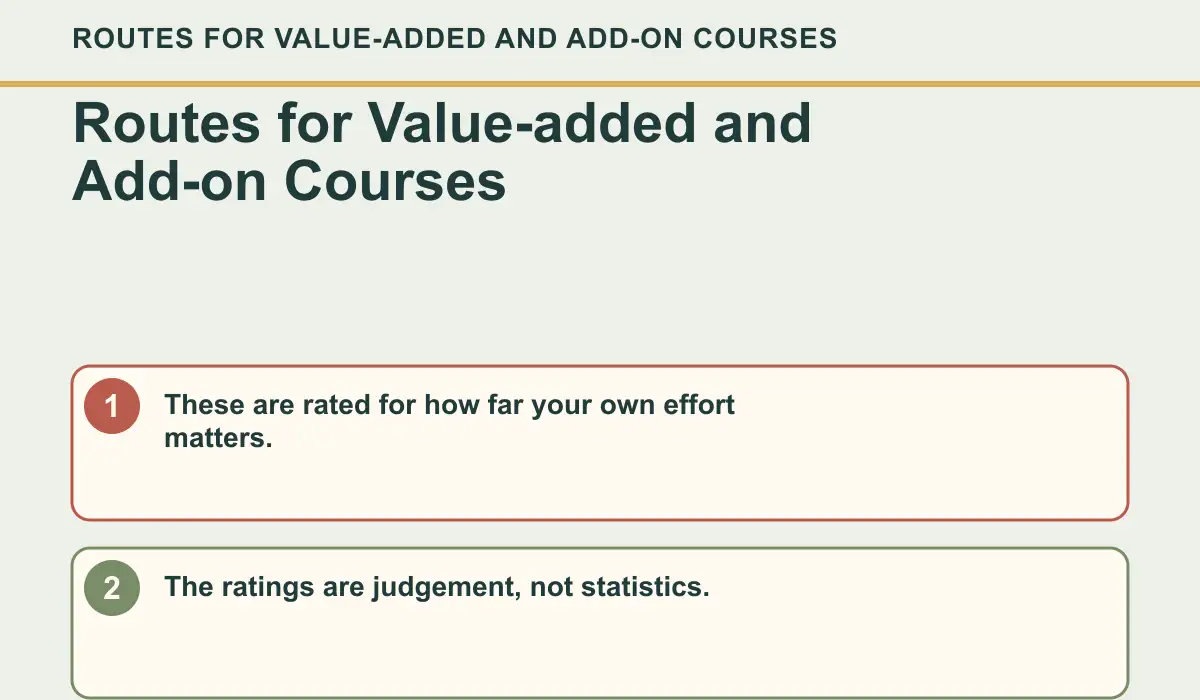 ROUTES FOR VALUE-ADDED AND ADD-ON COURSES
Routes for Value-added and
Add-on Courses
1
These are rated for how far your own effort
matters.
2
The ratings are judgement, not statistics.